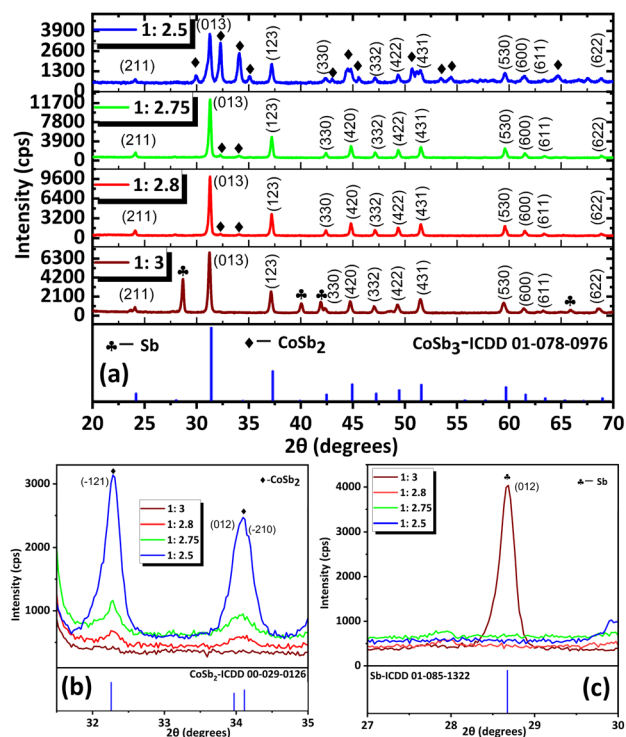 1: 2.5
3900
2600
1300
0
(211) (013) (123) (330) (332) (422) (431) (530) (600) (611) (622)
1: 2.75
11700
7800
3900
0
(211) (013) (123) (330) (420) (332) (422) (431) (530) (600) (611) (622)
1: 2.8
9600
6400
3200
0
(211) (013) (123) (330) (420) (332) (422) (431) (530) (600) (611) (622)
1: 3
6300
4200
2100
0
(211) (013) (123) (330) (420) (332) (422) (431) (530) (600) (611) (622)
Intensity (cps)
♣— Sb ♦— CoSb2 CoSb3-ICDD 01-078-0976
(a)
20 25 30 35 40 45 50 55 60 65 70
2θ (degrees)
3000
2000
1000
Intensity (cps)
(-121)
♦-CoSb2
1: 3
1: 2.8
1: 2.75
1: 2.5
(012) (-210)
CoSb2-ICDD 00-029-0126
(b)
32 33 34 35
2θ (degrees)
4000
3000
2000
1000
0
Intensity (cps)
1: 3
1: 2.8
1: 2.75
1: 2.5
(012)
♣— Sb
Sb-ICDD 01-085-1322
(c)
27 28 29 30
2θ (degrees)